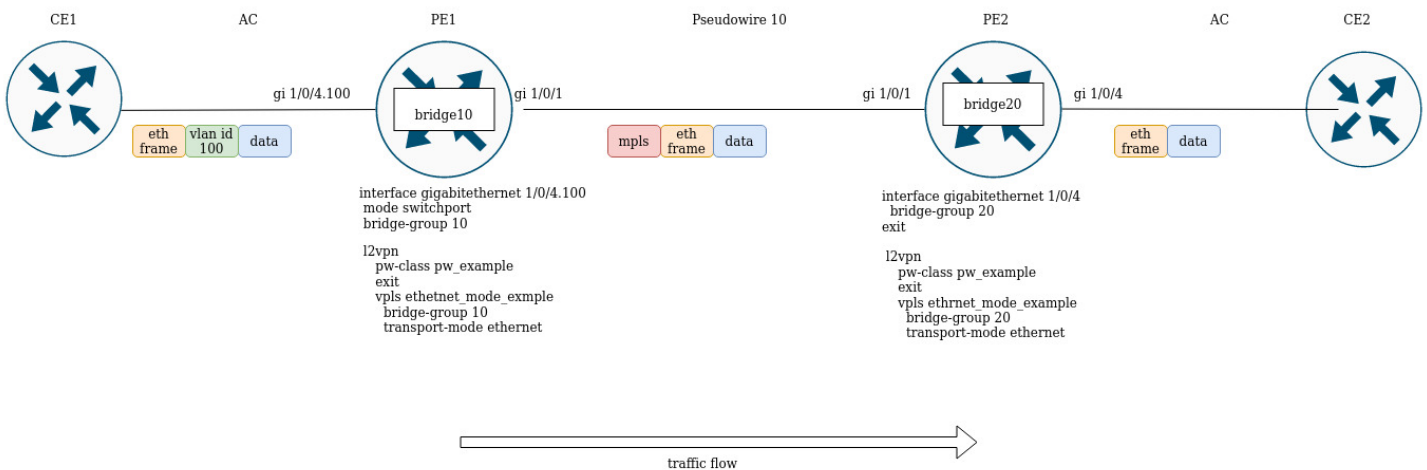 CE1
AC
PE1
Pseudowire 10
PE2
AC
CE2
gi 1/0/4.100
bridge10
gi 1/0/1
gi 1/0/1
bridge20
gi 1/0/4
eth
frame
vlan id
100
data
mpls
eth
frame
data
eth
frame
data
interface gigabitethernet 1/0/4.100
mode switchport
bridge-group 10
l2vpn
pw-class pw_example
exit
vpls ethetnet_mode_exmple
bridge-group 10
transport-mode ethernet
interface gigabitethernet 1/0/4
bridge-group 20
exit
l2vpn
pw-class pw_example
exit
vpls ethrnet_mode_example
bridge-group 20
transport-mode ethernet
traffic flow